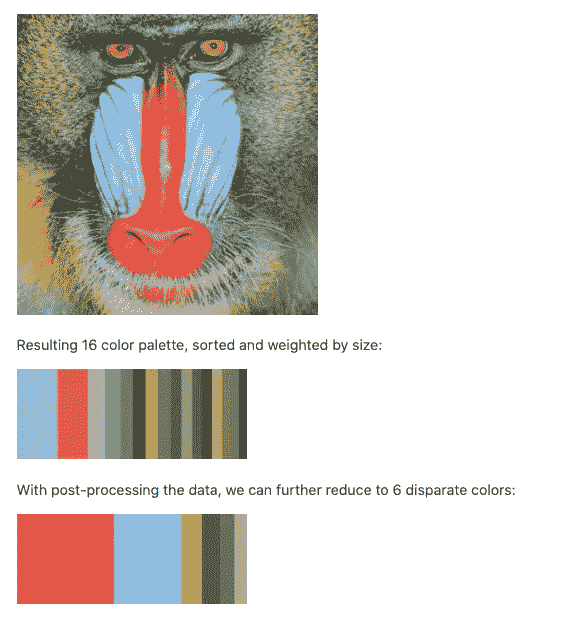 Resulting 16 color palette, sorted and weighted by size:
With post-processing the data, we can further reduce to 6 disparate colors: